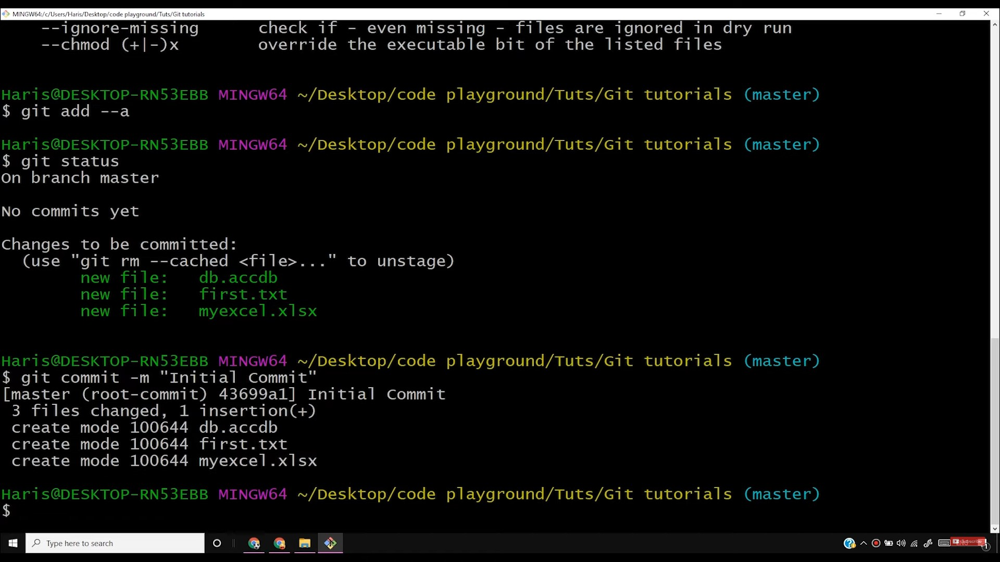 MINGW64:/c/Users/Haris/Desktop/code playground/Tuts/Git tutorials
--ignore-missing check if - even missing - files are ignored in dry run
--chmod (+|-)x override the executable bit of the listed files
Haris@DESKTOP-RN53EBB MINGW64 ~/Desktop/code playground/Tuts/Git tutorials (master)
$ git add --a
Haris@DESKTOP-RN53EBB MINGW64 ~/Desktop/code playground/Tuts/Git tutorials (master)
$ git status
On branch master
No commits yet
Changes to be committed:
(use "git rm --cached <file>..." to unstage)
new file: db.accdb
new file: first.txt
new file: myexcel.xlsx
Haris@DESKTOP-RN53EBB MINGW64 ~/Desktop/code playground/Tuts/Git tutorials (master)
$ git commit -m "Initial Commit"
[master (root-commit) 43699a1] Initial Commit
3 files changed, 1 insertion(+)
create mode 100644 db.accdb
create mode 100644 first.txt
create mode 100644 myexcel.xlsx
Haris@DESKTOP-RN53EBB MINGW64 ~/Desktop/code playground/Tuts/Git tutorials (master)
$
Type here to search
Subscribe
1